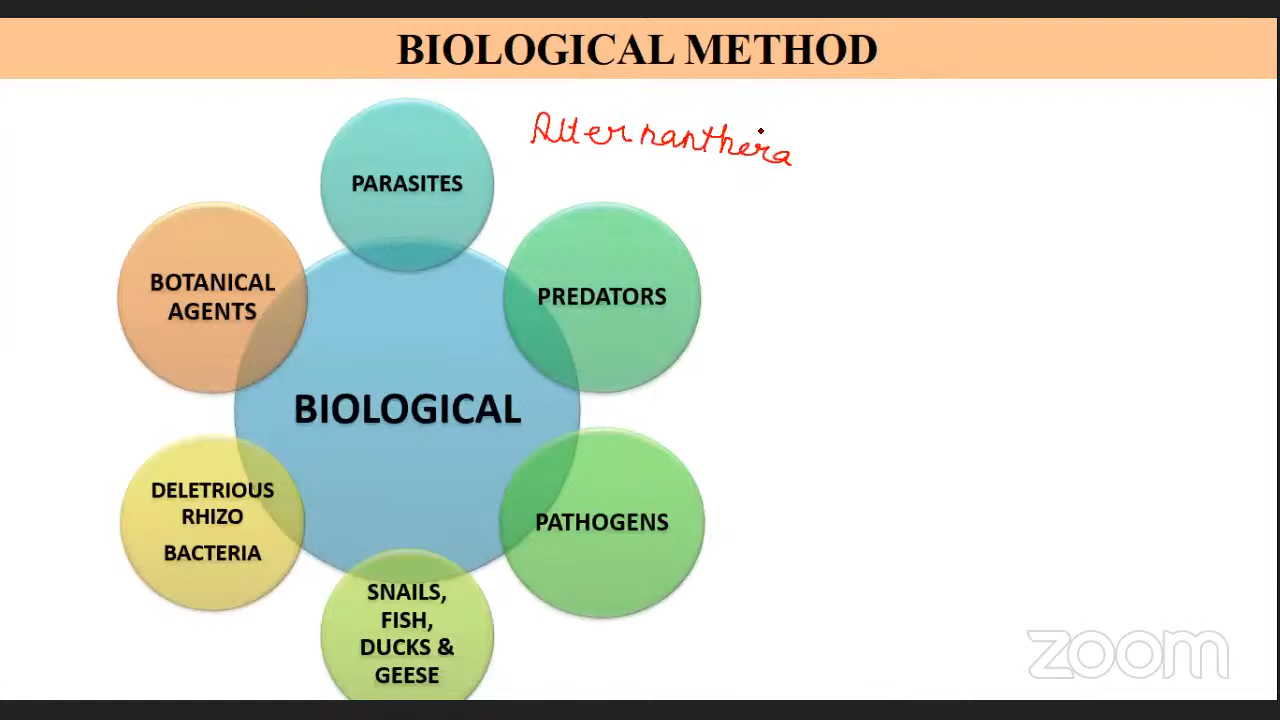 BIOLOGICAL METHOD
Alternanthera
PARASITES
BOTANICAL
AGENTS
PREDATORS
BIOLOGICAL
DELETRIOUS
RHIZO
BACTERIA
PATHOGENS
SNAILS,
FISH,
DUCKS &
GEESE
zoom